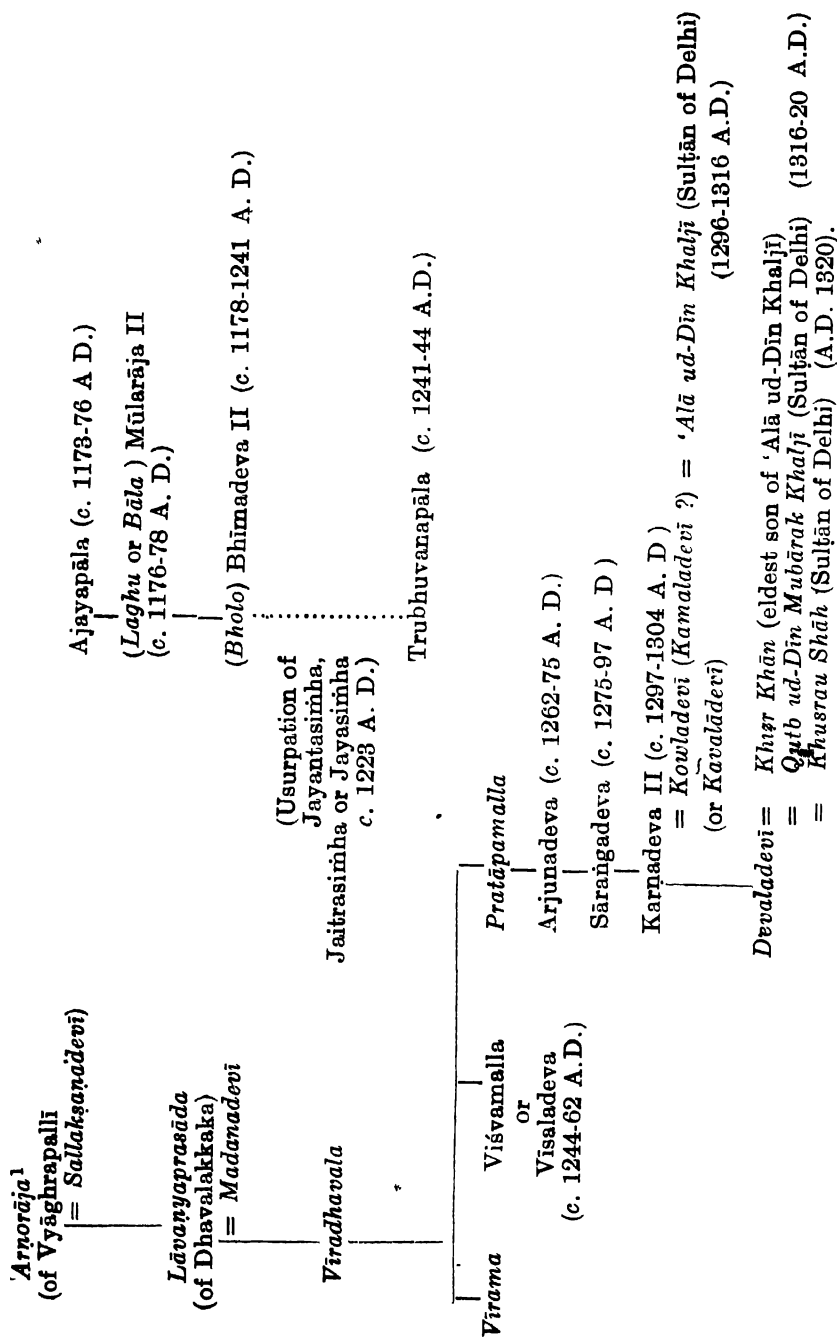 'Arṇorāja¹
(of Vyāghrapallī
= Sallakṣaṇadevī)
Lāvaṇyaprasāda
(of Dhavalakkaka)
= Madanadevī
Vīradhavala
Vīrama
Viśvamalla
or
Vīsaladeva
(c. 1244-62 A.D.)
Pratāpamalla
Arjunadeva (c. 1262-75 A. D.)
Sāraṅgadeva (c. 1275-97 A. D )
Karṇadeva II (c. 1297-1304 A. D )
= Kowladevī (Kamaladevī ?) = 'Alā ud-Dīn Khaljī (Sulṭān of Delhi)
(or Kavalādevī) (1296-1316 A.D.)
Devaladevī = Khiẓr Khān (eldest son of 'Alā ud-Dīn Khaljī)
= Quṭb ud-Dīn Mubārak Khaljī (Sulṭān of Delhi) (1316-20 A.D.)
= Khusrau Shāh (Sulṭān of Delhi) (A.D. 1320).
Ajayapāla (c. 1173-76 A D.)
(Laghu or Bāla ) Mūlarāja II
(c. 1176-78 A. D.)
(Bholo) Bhīmadeva II (c. 1178-1241 A. D.)
(Usurpation of
Jayantasiṁha,
Jaitrasiṁha or Jayasiṁha
c. 1223 A. D.)
Trubhuvanapāla (c. 1241-44 A.D.)